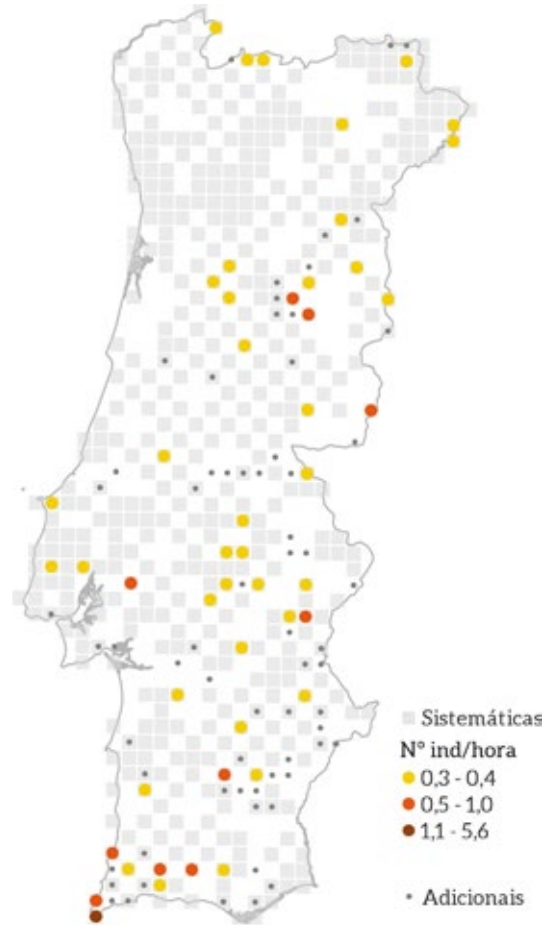 Sistemáticas
Nº ind/hora
0,3 - 0,4
0,5 - 1,0
1,1 - 5,6
Adicionais